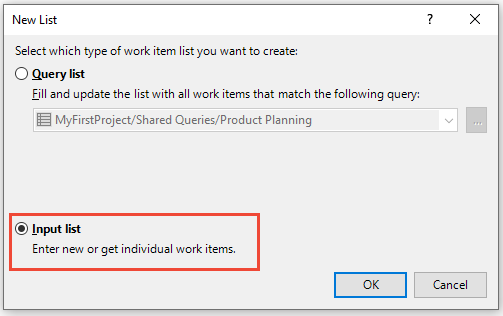 New List
?
Select which type of work item list you want to create:
Query list
Fill and update the list with all work items that match the following query:
MyFirstProject/Shared Queries/Product Planning
...
Input list
Enter new or get individual work items.
OK Cancel